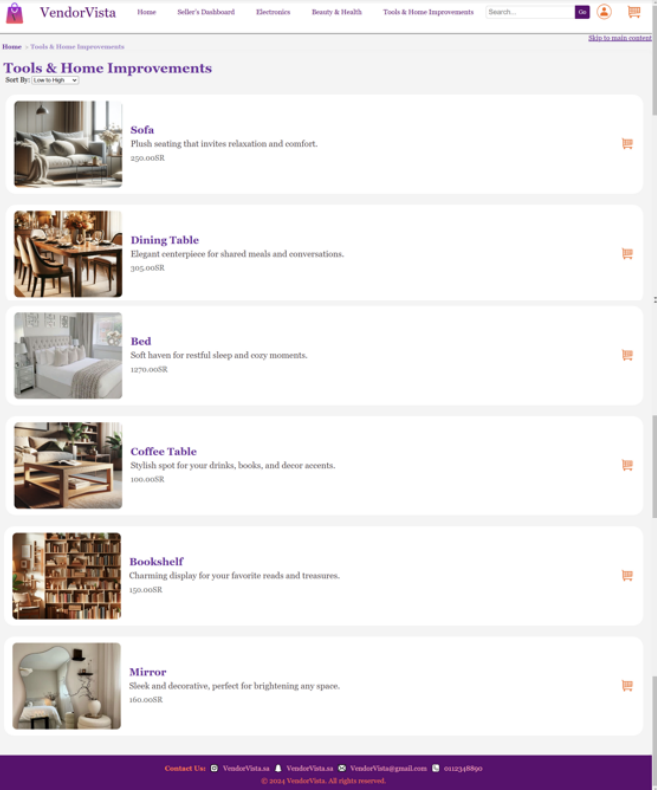 VendorVista Home Seller's Dashboard Electronics Beauty & Health Tools & Home Improvements Search... Go
Skip to main content
Home > Tools & Home Improvements
Tools & Home Improvements
Sort By: Low to High
Sofa
Plush seating that invites relaxation and comfort.
250.00SR
Dining Table
Elegant centerpiece for shared meals and conversations.
305.00SR
Bed
Soft haven for restful sleep and cozy moments.
1270.00SR
Coffee Table
Stylish spot for your drinks, books, and decor accents.
100.00SR
Bookshelf
Charming display for your favorite reads and treasures.
150.00SR
Mirror
Sleek and decorative, perfect for brightening any space.
160.00SR
Contact Us: VendorVista.sa VendorVista.sa VendorVista@gmail.com 0112348890
© 2024 VendorVista. All rights reserved.